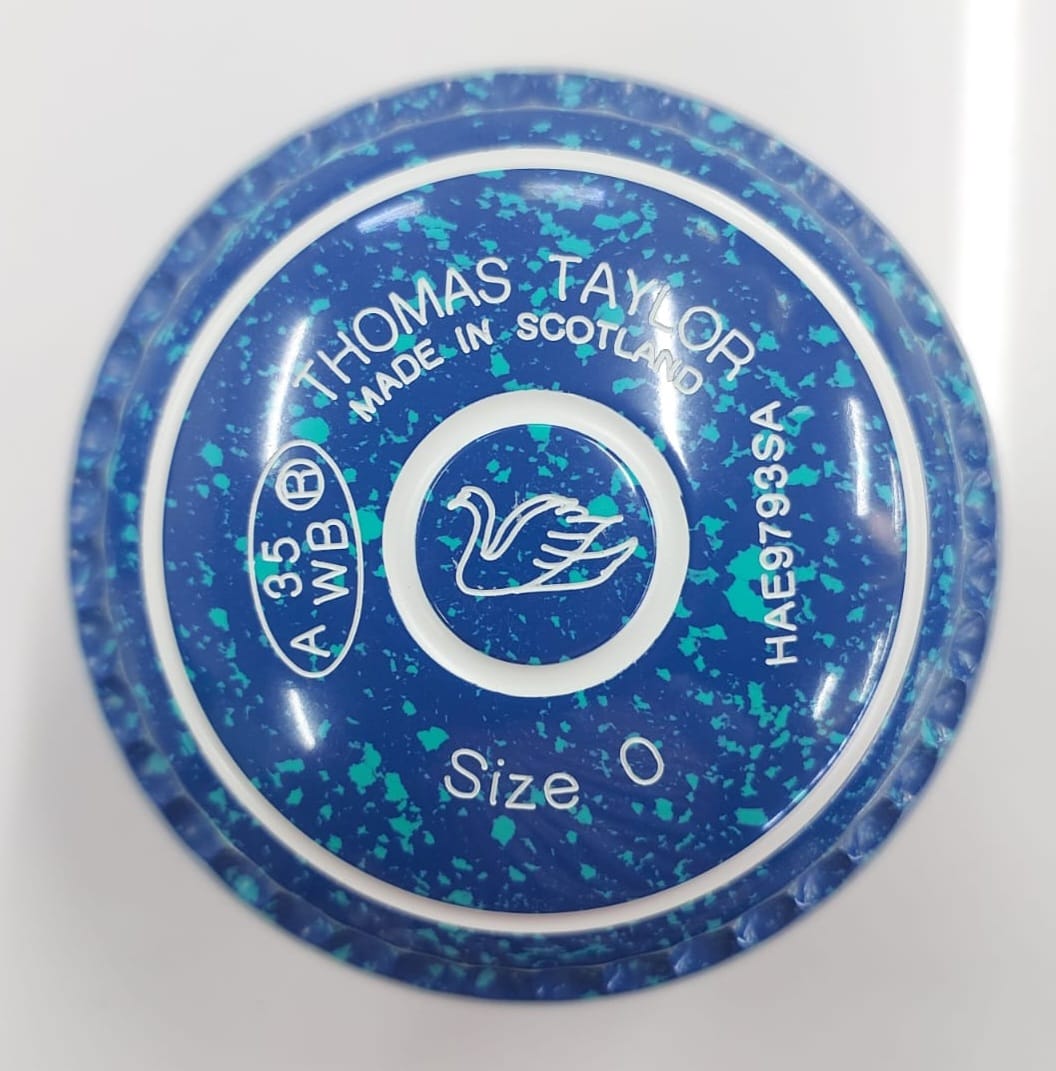 THOMAS TAYLOR
MADE IN SCOTLAND
35 ®
A WB
HAE9793SA
Size 0